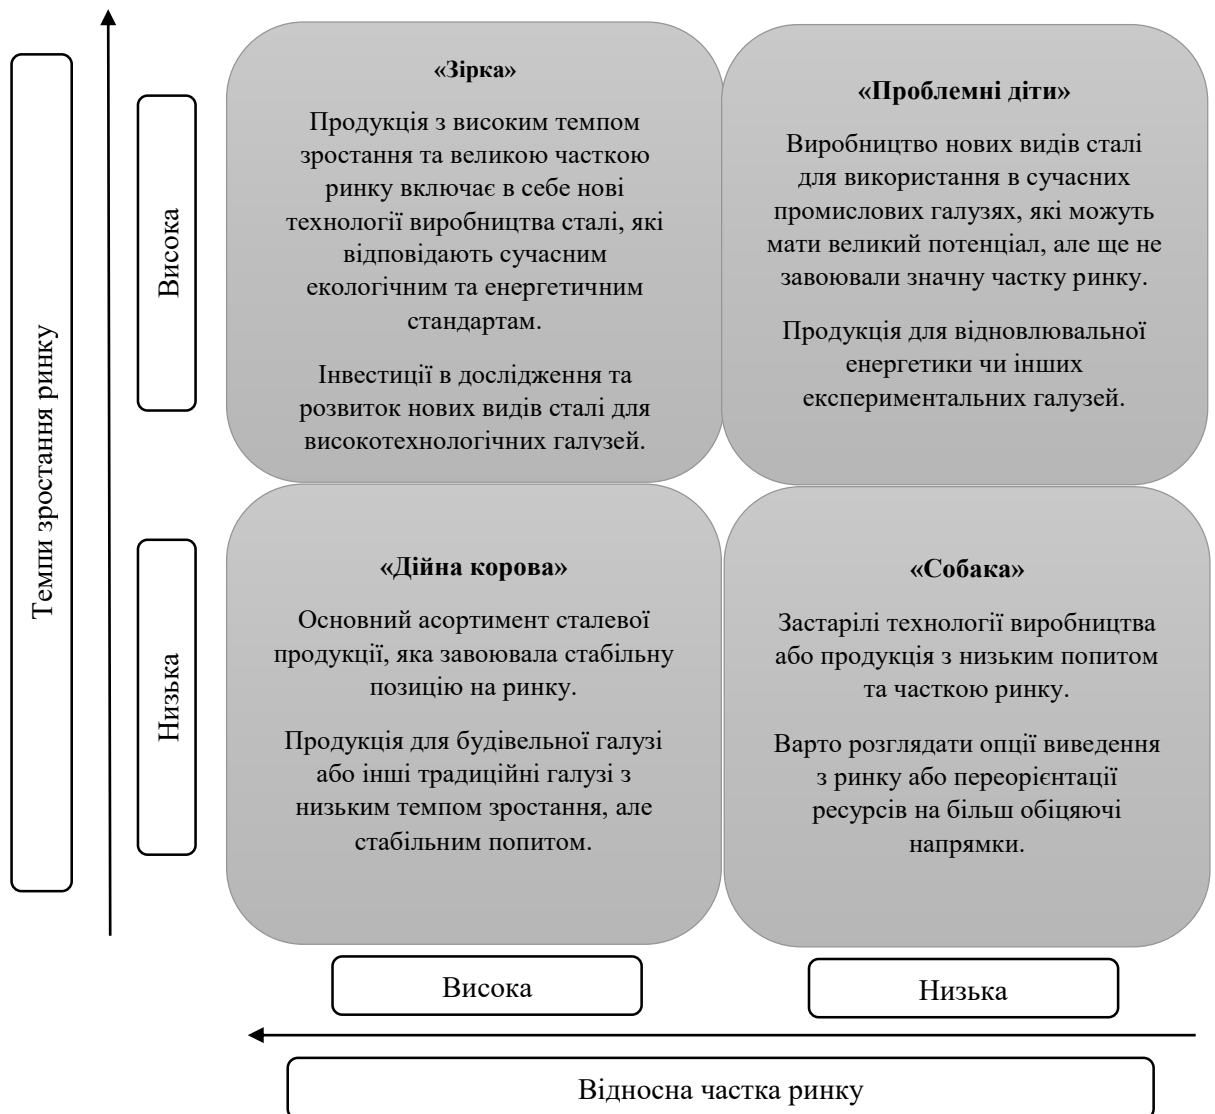 Темпи зростання ринку
Висока
«Зірка»
Продукція з високим темпом
зростання та великою часткою
ринку включає в себе нові
технології виробництва сталі, які
відповідають сучасним
екологічним та енергетичним
стандартам.
Інвестиції в дослідження та
розвиток нових видів сталі для
високотехнологічних галузей.
«Проблемні діти»
Виробництво нових видів сталі
для використання в сучасних
промислових галузях, які можуть
мати великий потенціал, але ще не
завоювали значну частку ринку.
Продукція для відновлювальної
енергетики чи інших
експериментальних галузей.
Низька
«Дійна корова»
Основний асортимент сталевої
продукції, яка завоювала стабільну
позицію на ринку.
Продукція для будівельної галузі
або інші традиційні галузі з
низьким темпом зростання, але
стабільним попитом.
«Собака»
Застарілі технології виробництва
або продукція з низьким попитом
та часткою ринку.
Варто розглядати опції виведення
з ринку або переорієнтації
ресурсів на більш обіцяючі
напрямки.
Висока
Низька
Відносна частка ринку